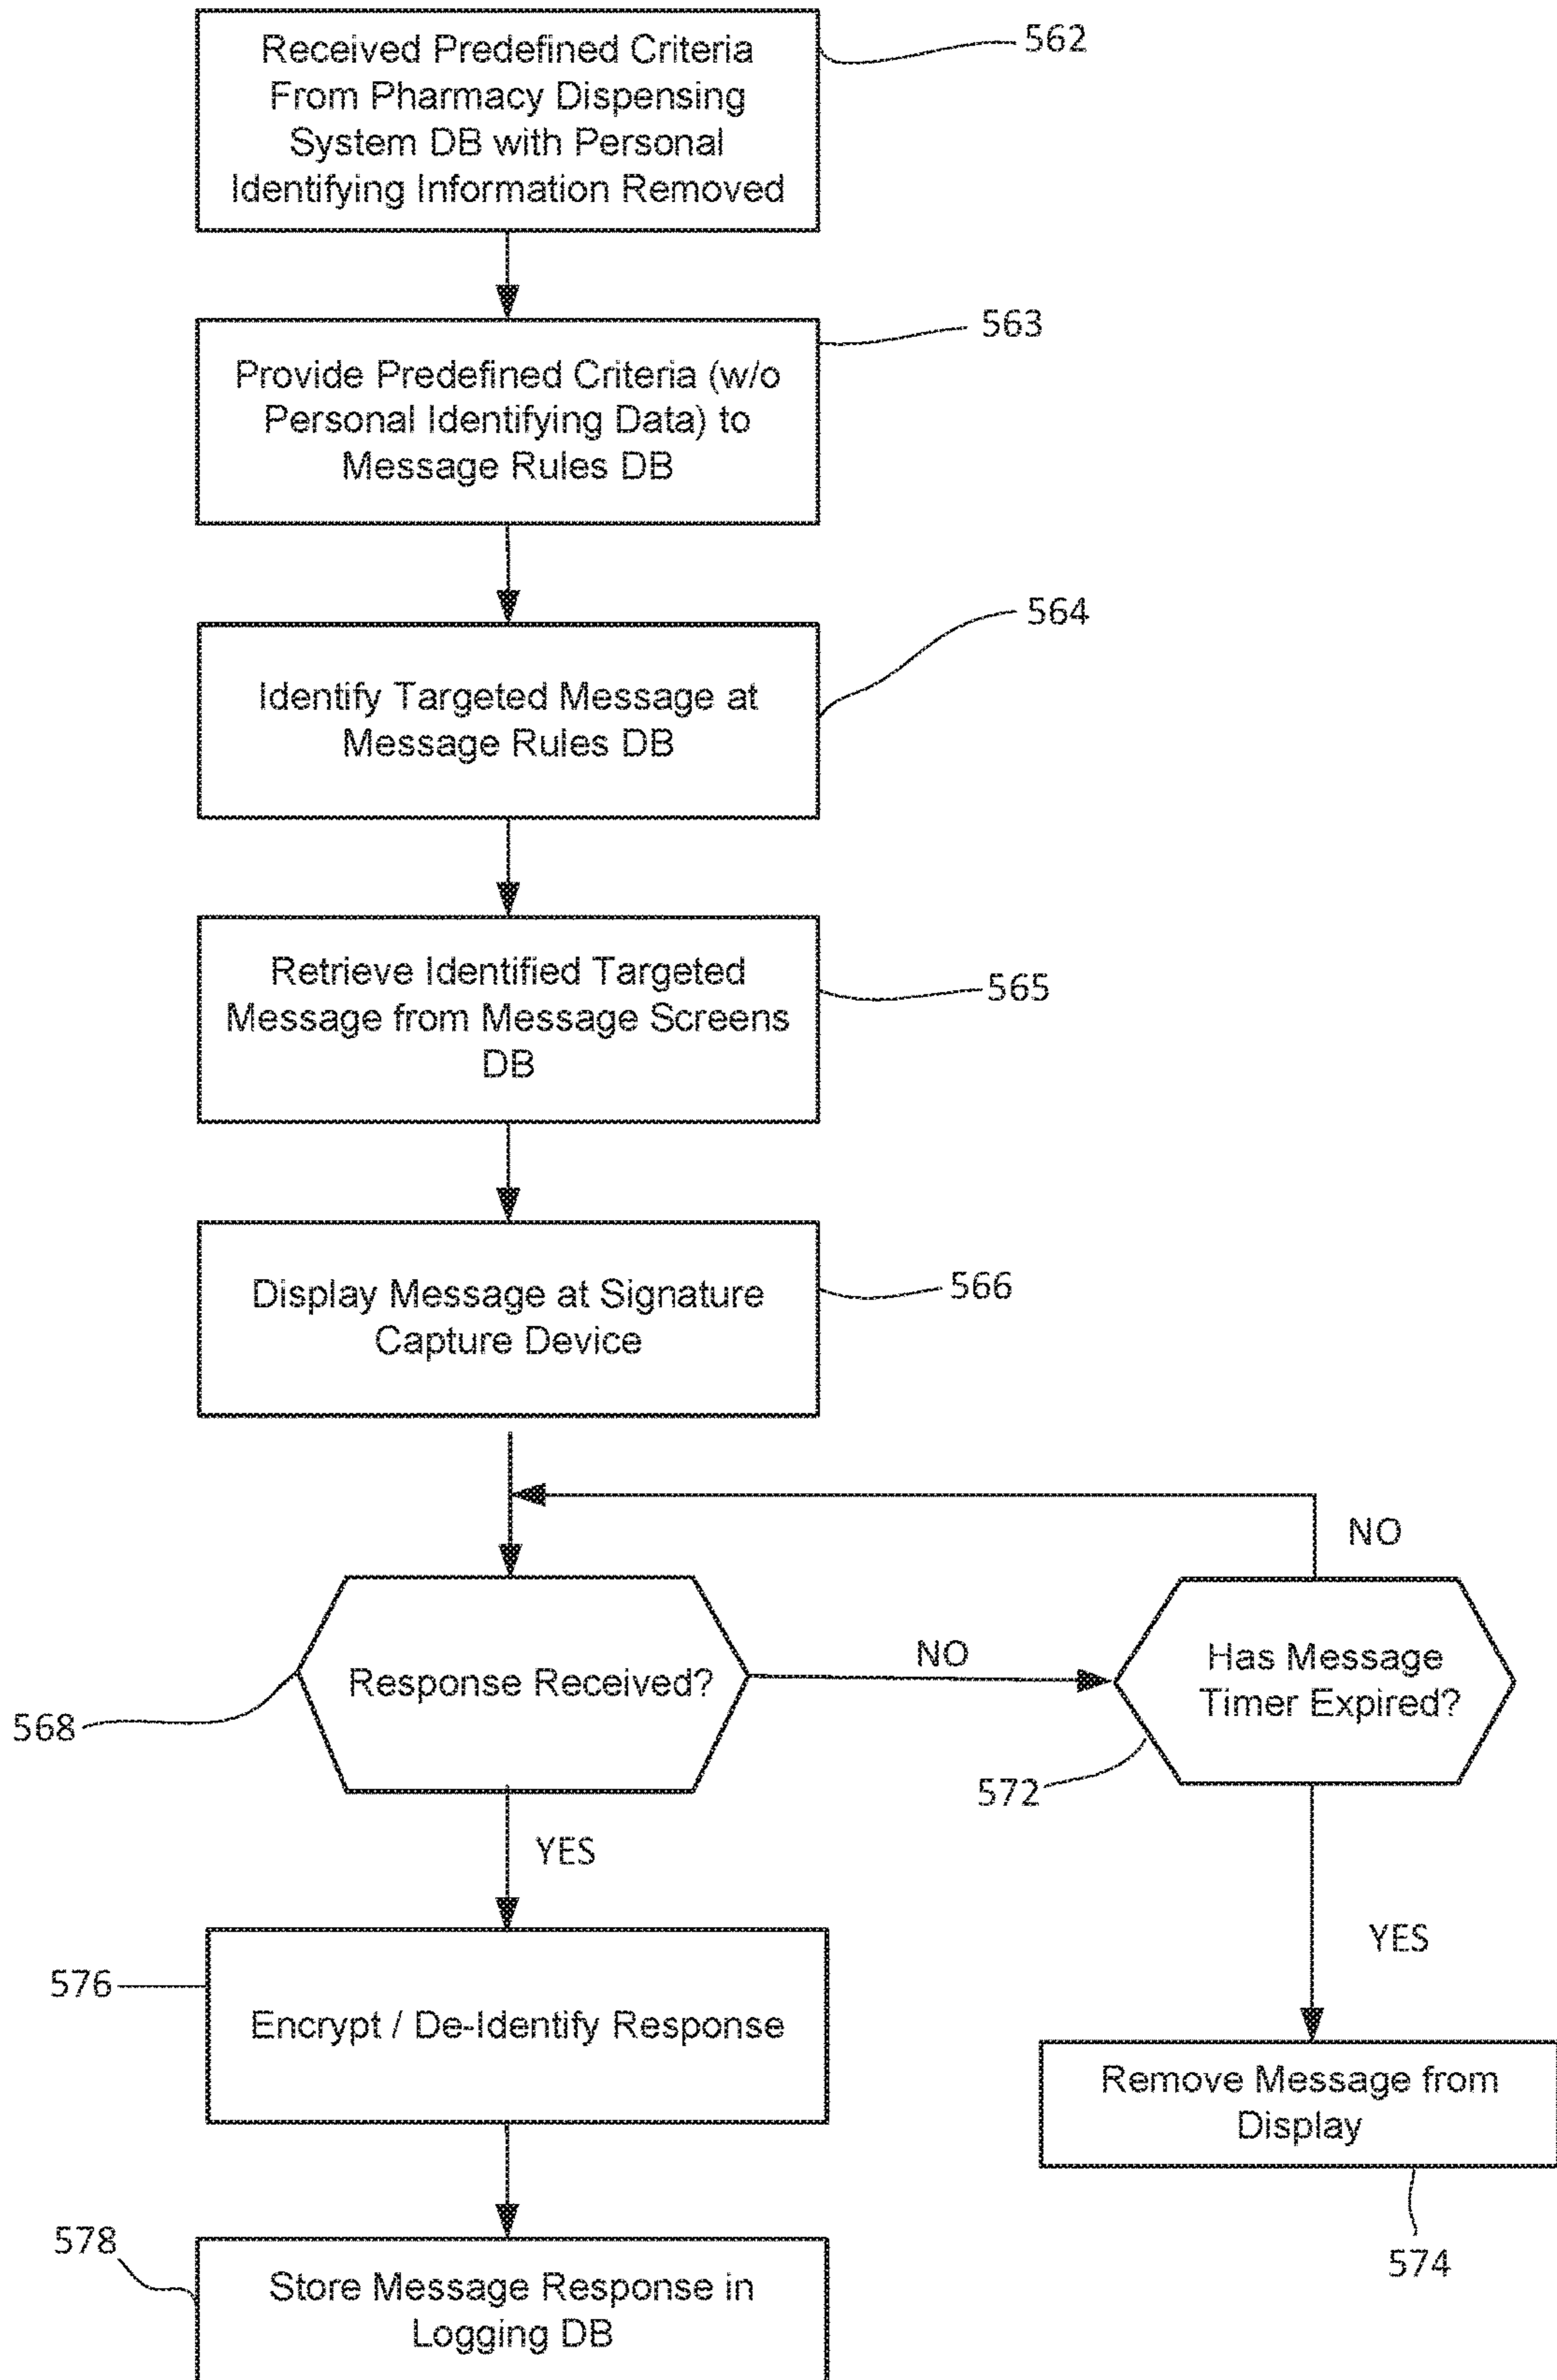 Received Predefined Criteria
From Pharmacy Dispensing
System DB with Personal
Identifying Information Removed
562
Provide Predefined Criteria (w/o
Personal Identifying Data) to
Message Rules DB
563
Identify Targeted Message at
Message Rules DB
564
Retrieve Identified Targeted
Message from Message Screens
DB
565
Display Message at Signature
Capture Device
566
NO
Response Received?
568
NO
Has Message
Timer Expired?
572
YES
YES
576
Encrypt / De-Identify Response
Remove Message from
Display
574
578
Store Message Response in
Logging DB